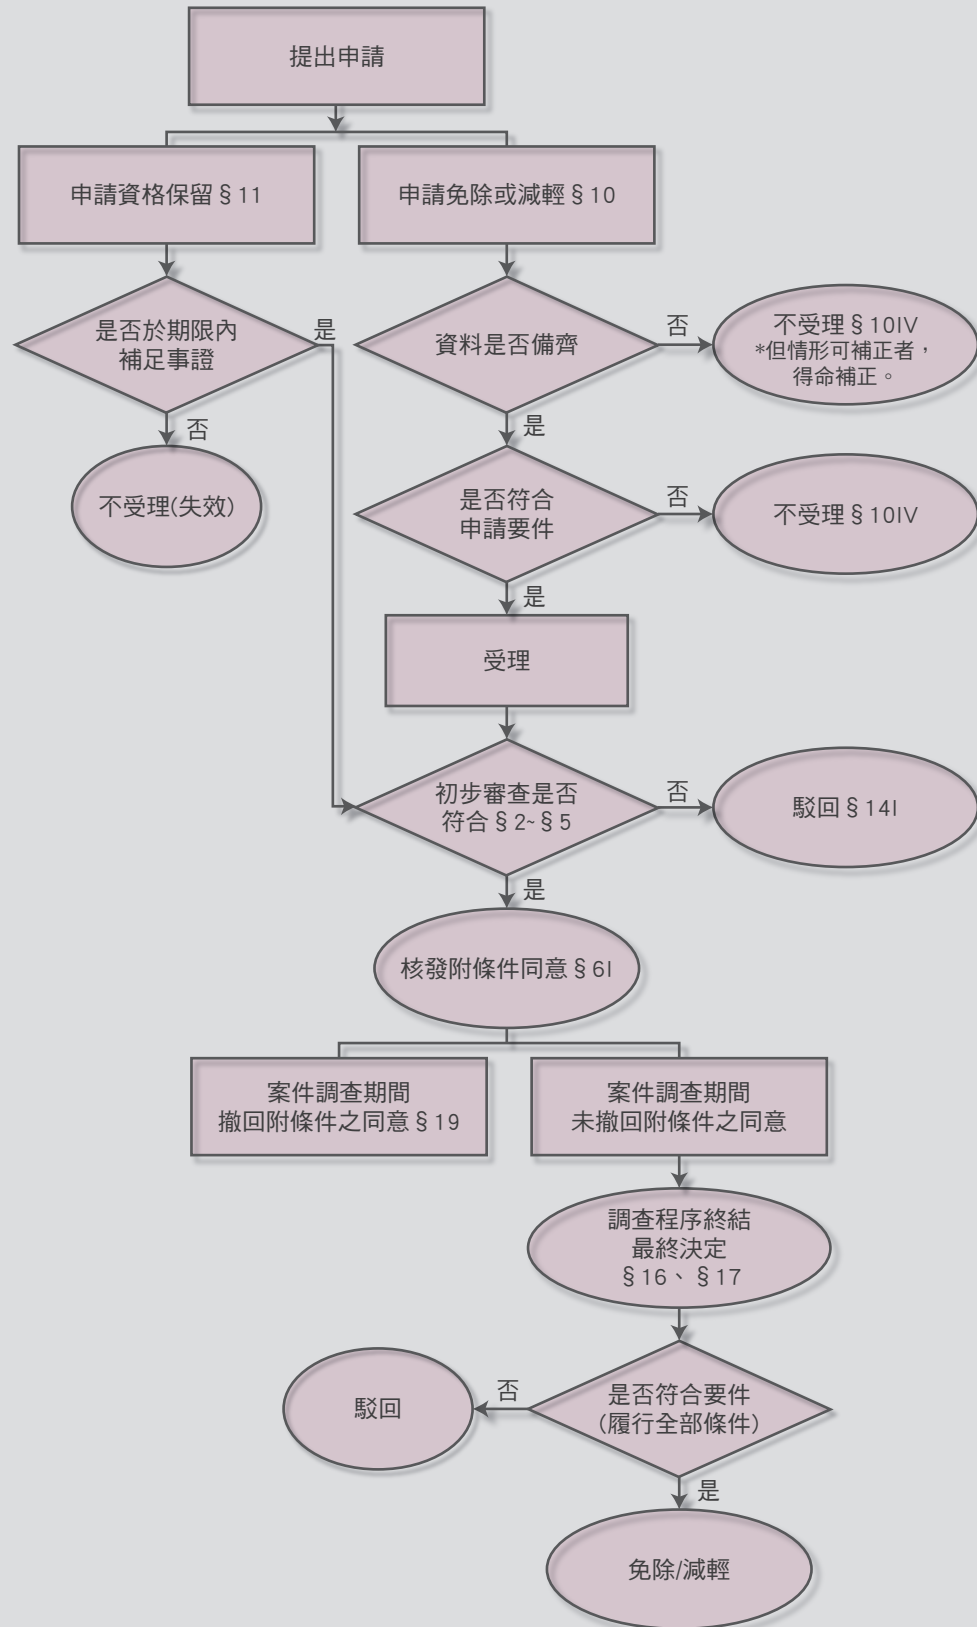 提出申請
申請資格保留§11
申請免除或減輕§10
是否於期限內
補足事證
是
資料是否備齊
否
不受理§10IV
*但情形可補正者，
得命補正。
否
是
不受理(失效)
是否符合
申請要件
否
不受理§10IV
是
受理
初步審查是否
符合§2~§5
否
駁回§14I
是
核發附條件同意§6I
案件調查期間
撤回附條件之同意§19
案件調查期間
未撤回附條件之同意
調查程序終結
最終決定
§16、§17
駁回
否
是否符合要件
(履行全部條件)
是
免除/減輕